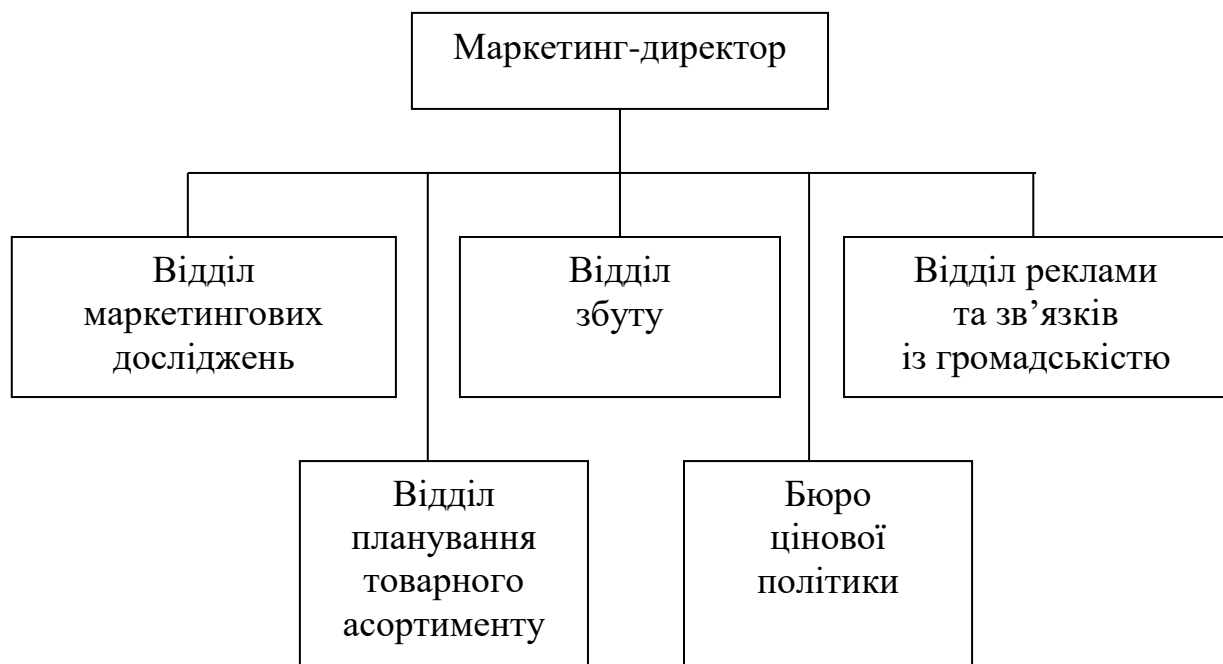 Маркетинг-директор
Відділ
маркетингових
досліджень
Відділ
збуту
Відділ реклами
та зв’язків
із громадськістю
Відділ
планування
товарного
асортименту
Бюро
цінової
політики